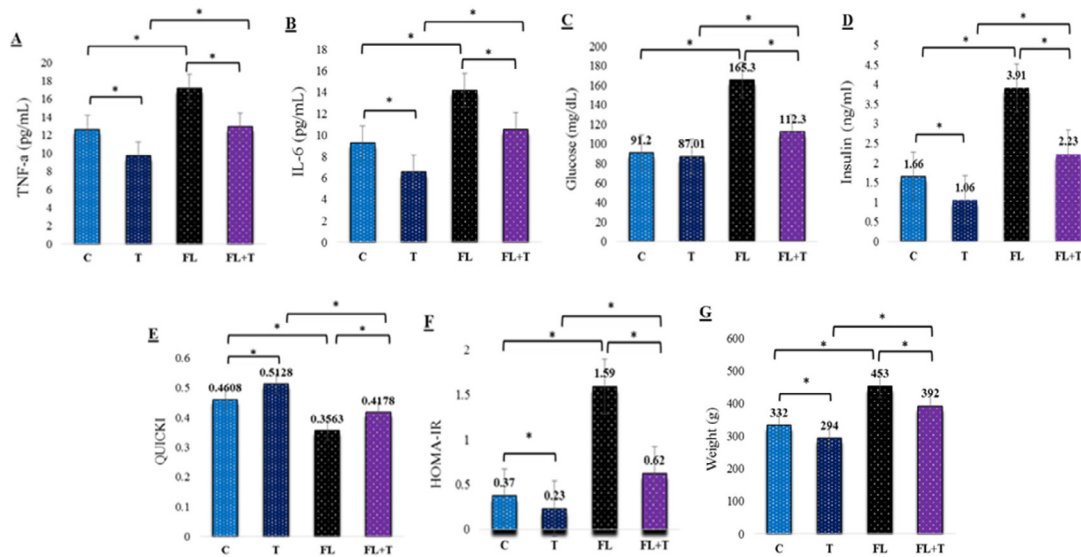 A
TNF-a (pg/mL)
20
18
16
14
12
10
8
6
4
2
0
* * * *
C T FL FL+T
B
IL-6 (pg/mL)
18
16
14
12
10
8
6
4
2
0
* * * *
C T FL FL+T
C
Glucose (mg/dL)
200
180
160
140
120
100
80
60
40
20
0
* * *
91.2 87.01 165.3 112.3
C T FL FL+T
D
Insulin (ng/ml)
5
4.5
4
3.5
3
2.5
2
1.5
1
0.5
0
* * * *
1.66 1.06 3.91 2.23
C T FL FL+T
E
QUICKI
0.6
0.5
0.4
0.3
0.2
0.1
0
* * * *
0.4608 0.5128 0.3563 0.4178
C T FL FL+T
F
HOMA-IR
2
1.5
1
0.5
0
* * * *
0.37 0.23 1.59 0.62
C T FL FL+T
G
Weight (g)
600
500
400
300
200
100
0
* * * *
332 294 453 392
C T FL FL+T